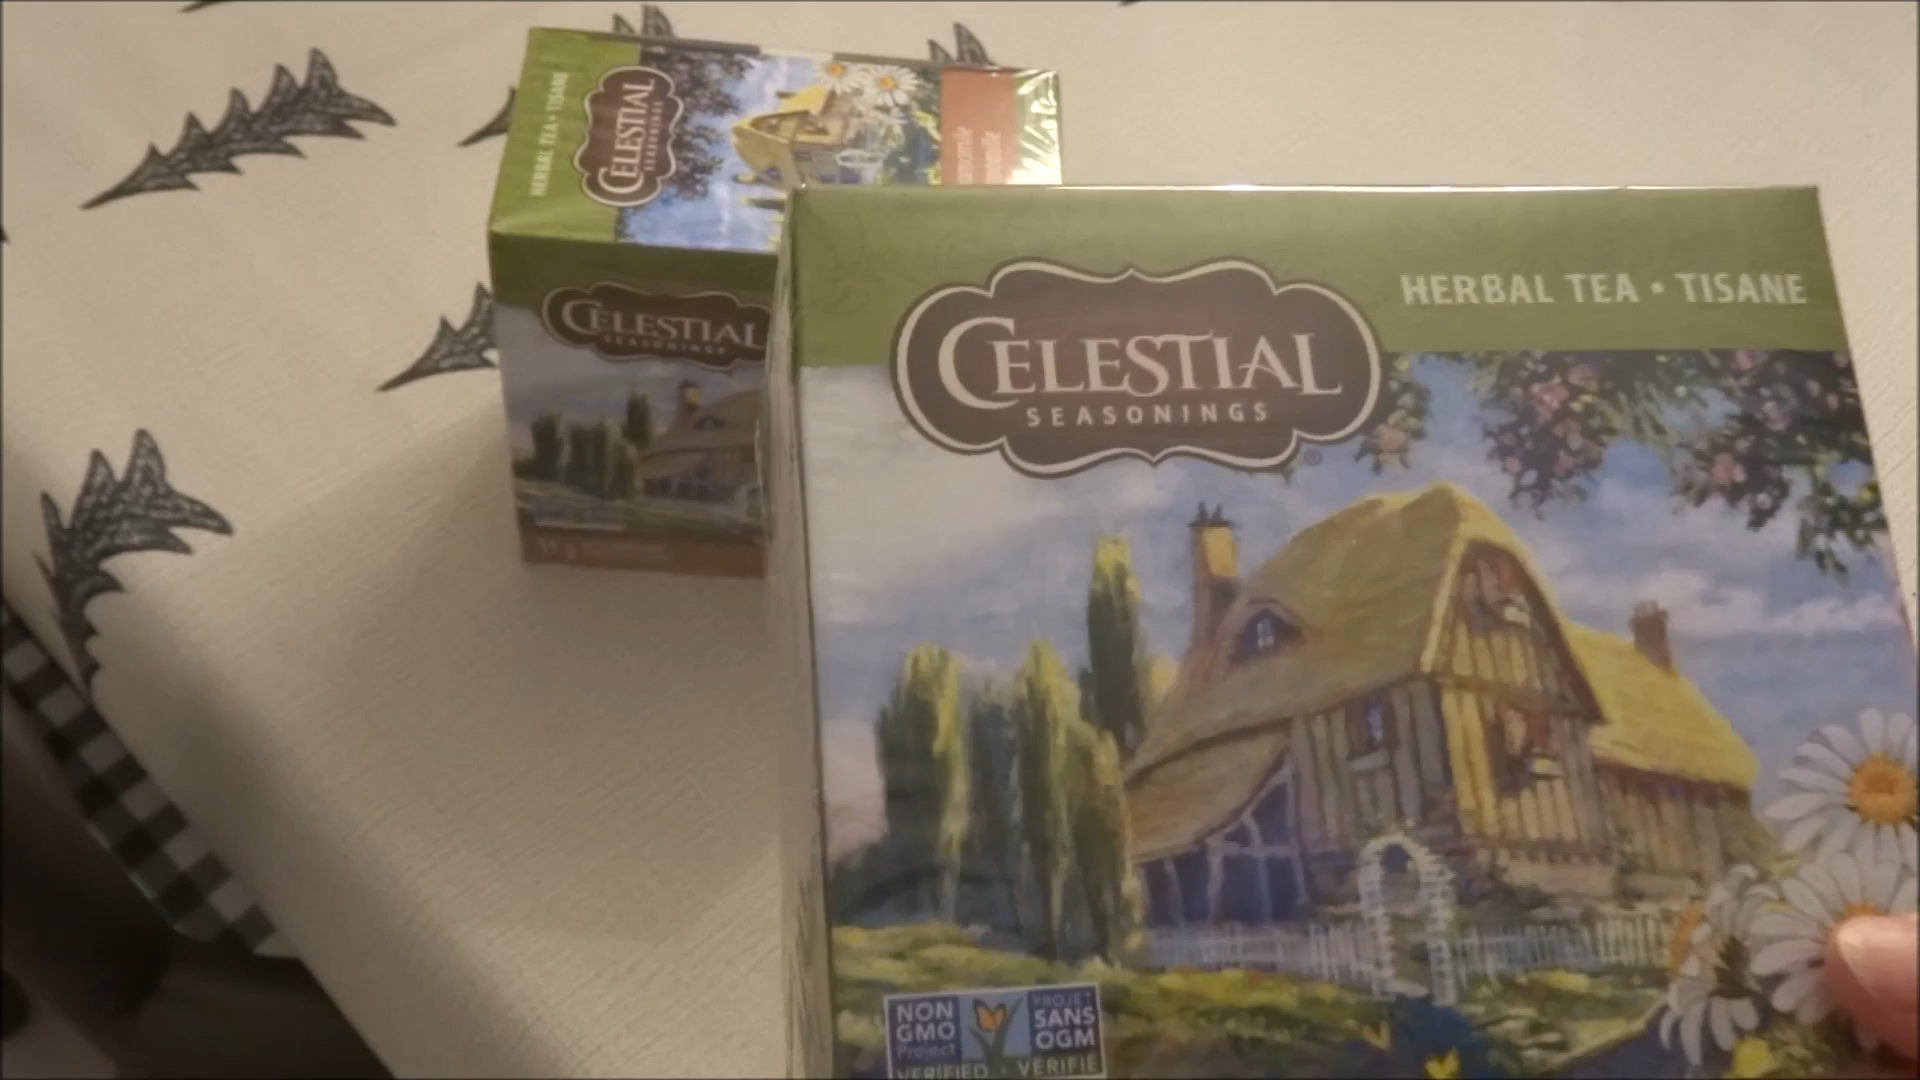 HERBAL TEA • TISANE
CELESTIAL
SEASONINGS
CELESTIAL
SEASONINGS
HERBAL TEA • TISANE
CELESTIAL
SEASONINGS®
NON
GMO
Project
PROJET
SANS
OGM
VERIFIED • VÉRIFIÉ